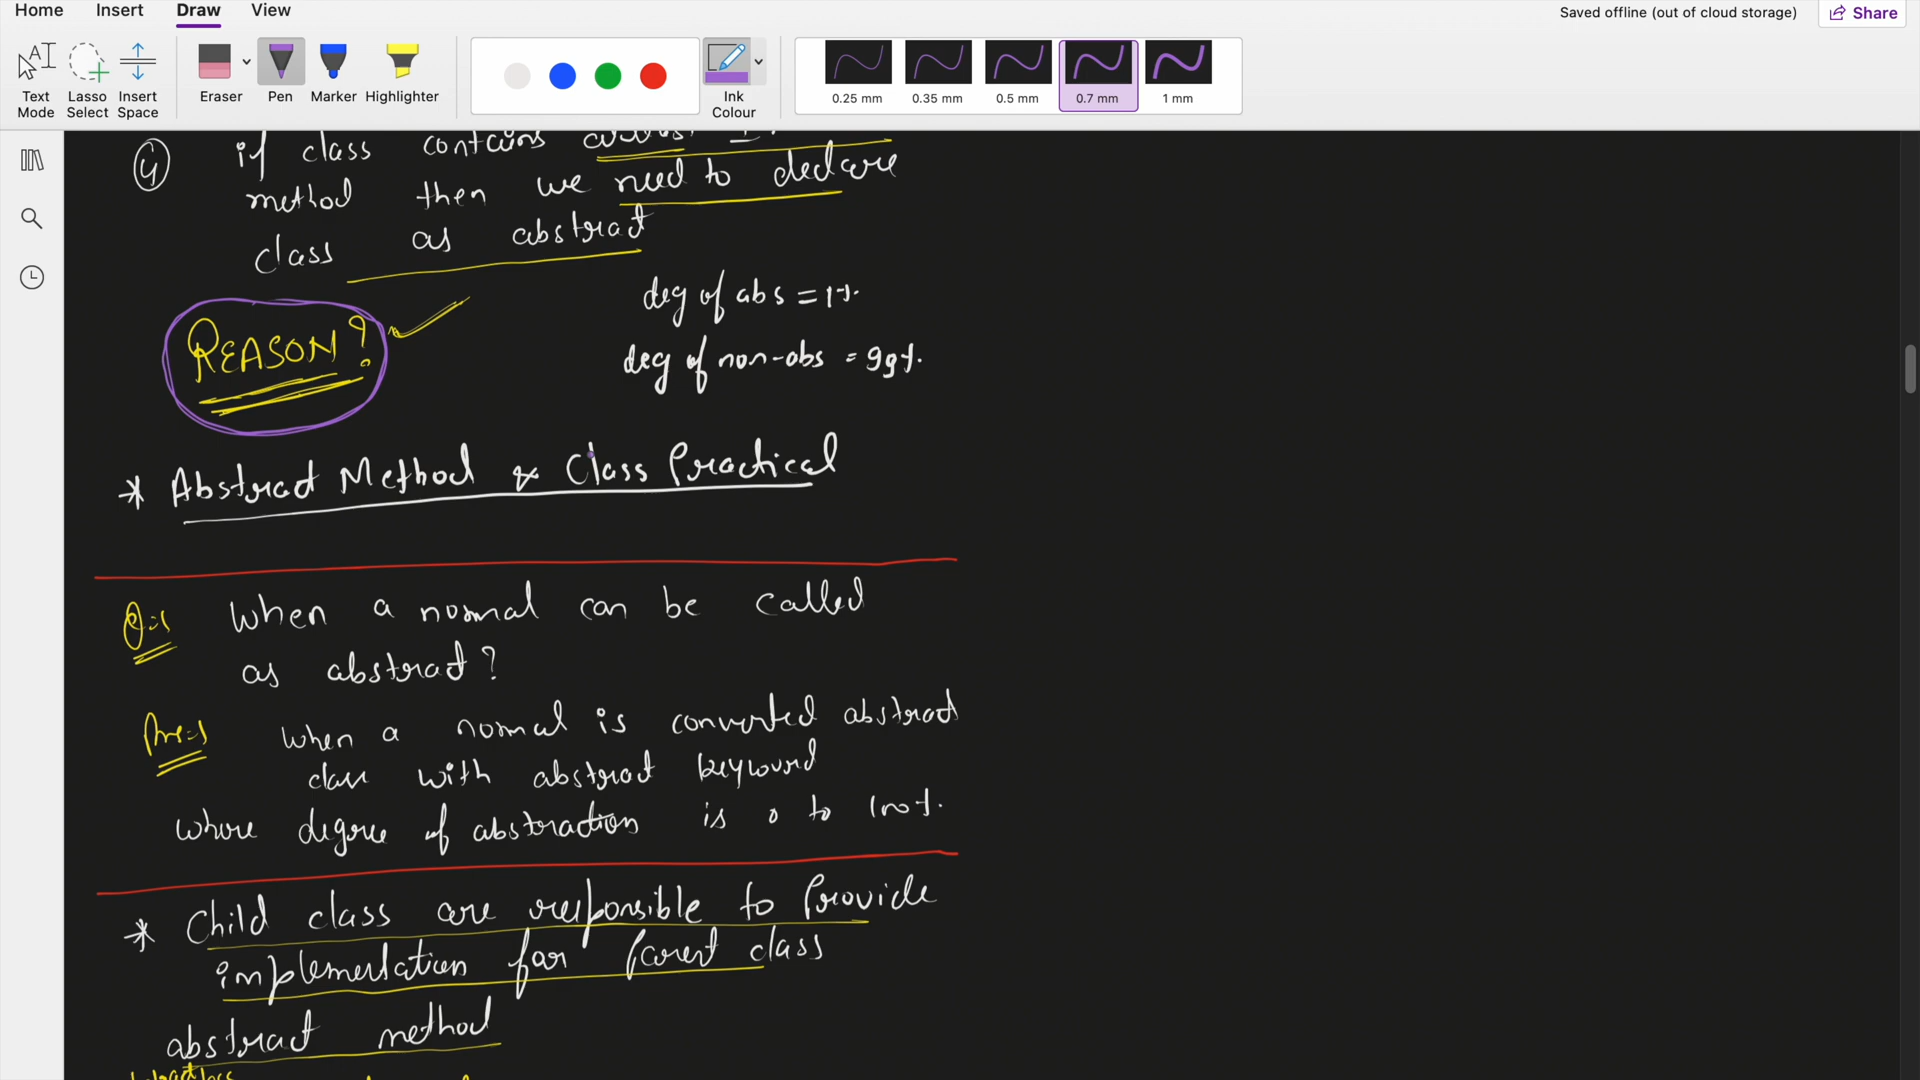 Home Insert Draw View
Saved offline (out of cloud storage) Share
Text Mode Lasso Select Insert Space Eraser Pen Marker Highlighter Ink Colour 0.25 mm 0.35 mm 0.5 mm 0.7 mm 1 mm
④ if class contains
method then we need to declare
class as abstract
deg of abs = 1%.
REASON?
deg of non-abs = 99%.
* Abstract Method & Class Practical
Q=> When a normal can be called
as abstract?
Ans=> When a normal is converted abstract
class with abstract keyword
where degree of abstraction is 0 to 100%.
* Child class are responsible to Provide
implementation for Parent class
abstract method